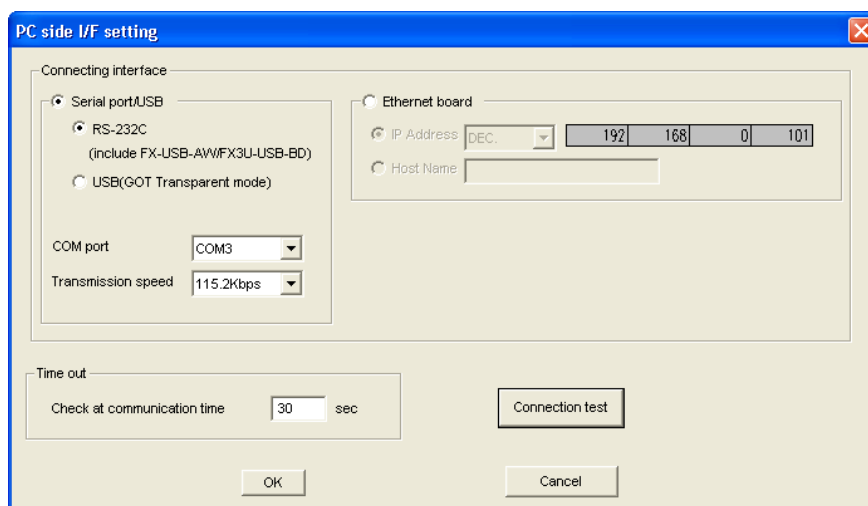 PC side I/F setting
Connecting interface
Serial port/USB
RS-232C
(include FX-USB-AW/FX3U-USB-BD)
USB(GOT Transparent mode)
COM port
COM3
Transmission speed
115.2Kbps
Ethernet board
IP Address
DEC.
192 168 0 101
Host Name
Time out
Check at communication time
30
sec
Connection test
OK
Cancel